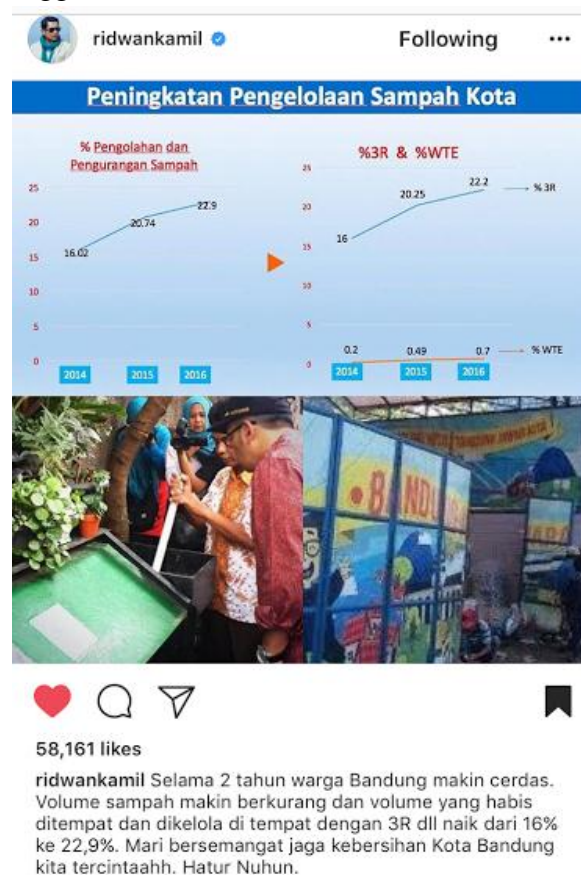 ridwankamil
Following
Peningkatan Pengelolaan Sampah Kota
% Pengolahan dan
Pengurangan Sampah
25
20
15
10
5
0
16.02
20.74
22.9
2014
2015
2016
%3R & %WTE
25
20
15
10
5
0
16
20.25
22.2
% 3R
0.2
0.49
0.7
% WTE
2014
2015
2016
BANDU
58,161 likes
ridwankamil Selama 2 tahun warga Bandung makin cerdas.
Volume sampah makin berkurang dan volume yang habis
ditempat dan dikelola di tempat dengan 3R dll naik dari 16%
ke 22,9%. Mari bersemangat jaga kebersihan Kota Bandung
kita tercintaahh. Hatur Nuhun.